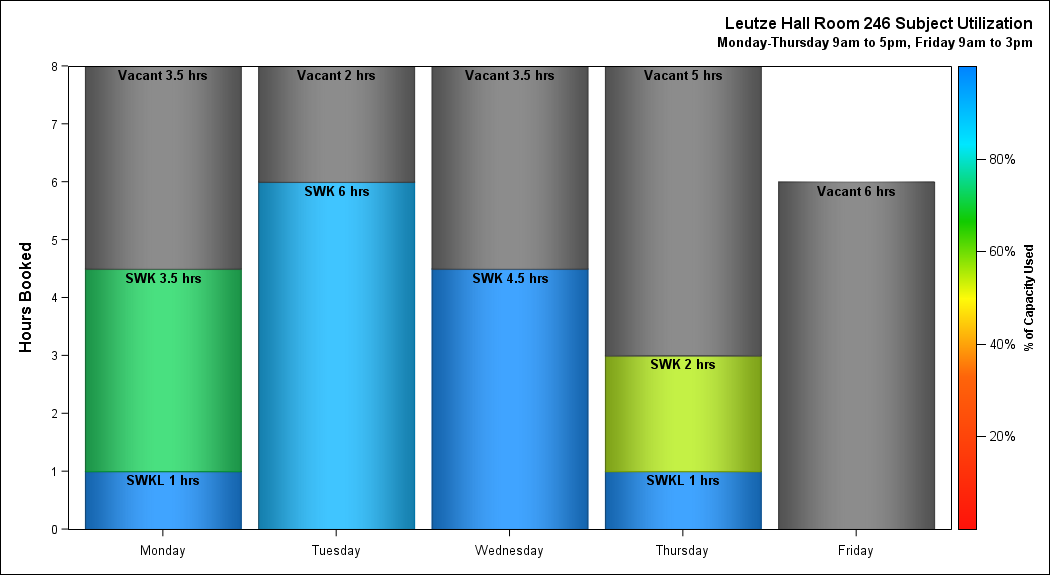 Leutze Hall Room 246 Subject Utilization
Monday-Thursday 9am to 5pm, Friday 9am to 3pm
Hours Booked
8
7
6
5
4
3
2
1
0
Vacant 3.5 hrs
SWK 3.5 hrs
SWKL 1 hrs
Vacant 2 hrs
SWK 6 hrs
Vacant 3.5 hrs
SWK 4.5 hrs
Vacant 5 hrs
SWK 2 hrs
SWKL 1 hrs
Vacant 6 hrs
Monday
Tuesday
Wednesday
Thursday
Friday
80%
60%
40%
20%
% of Capacity Used